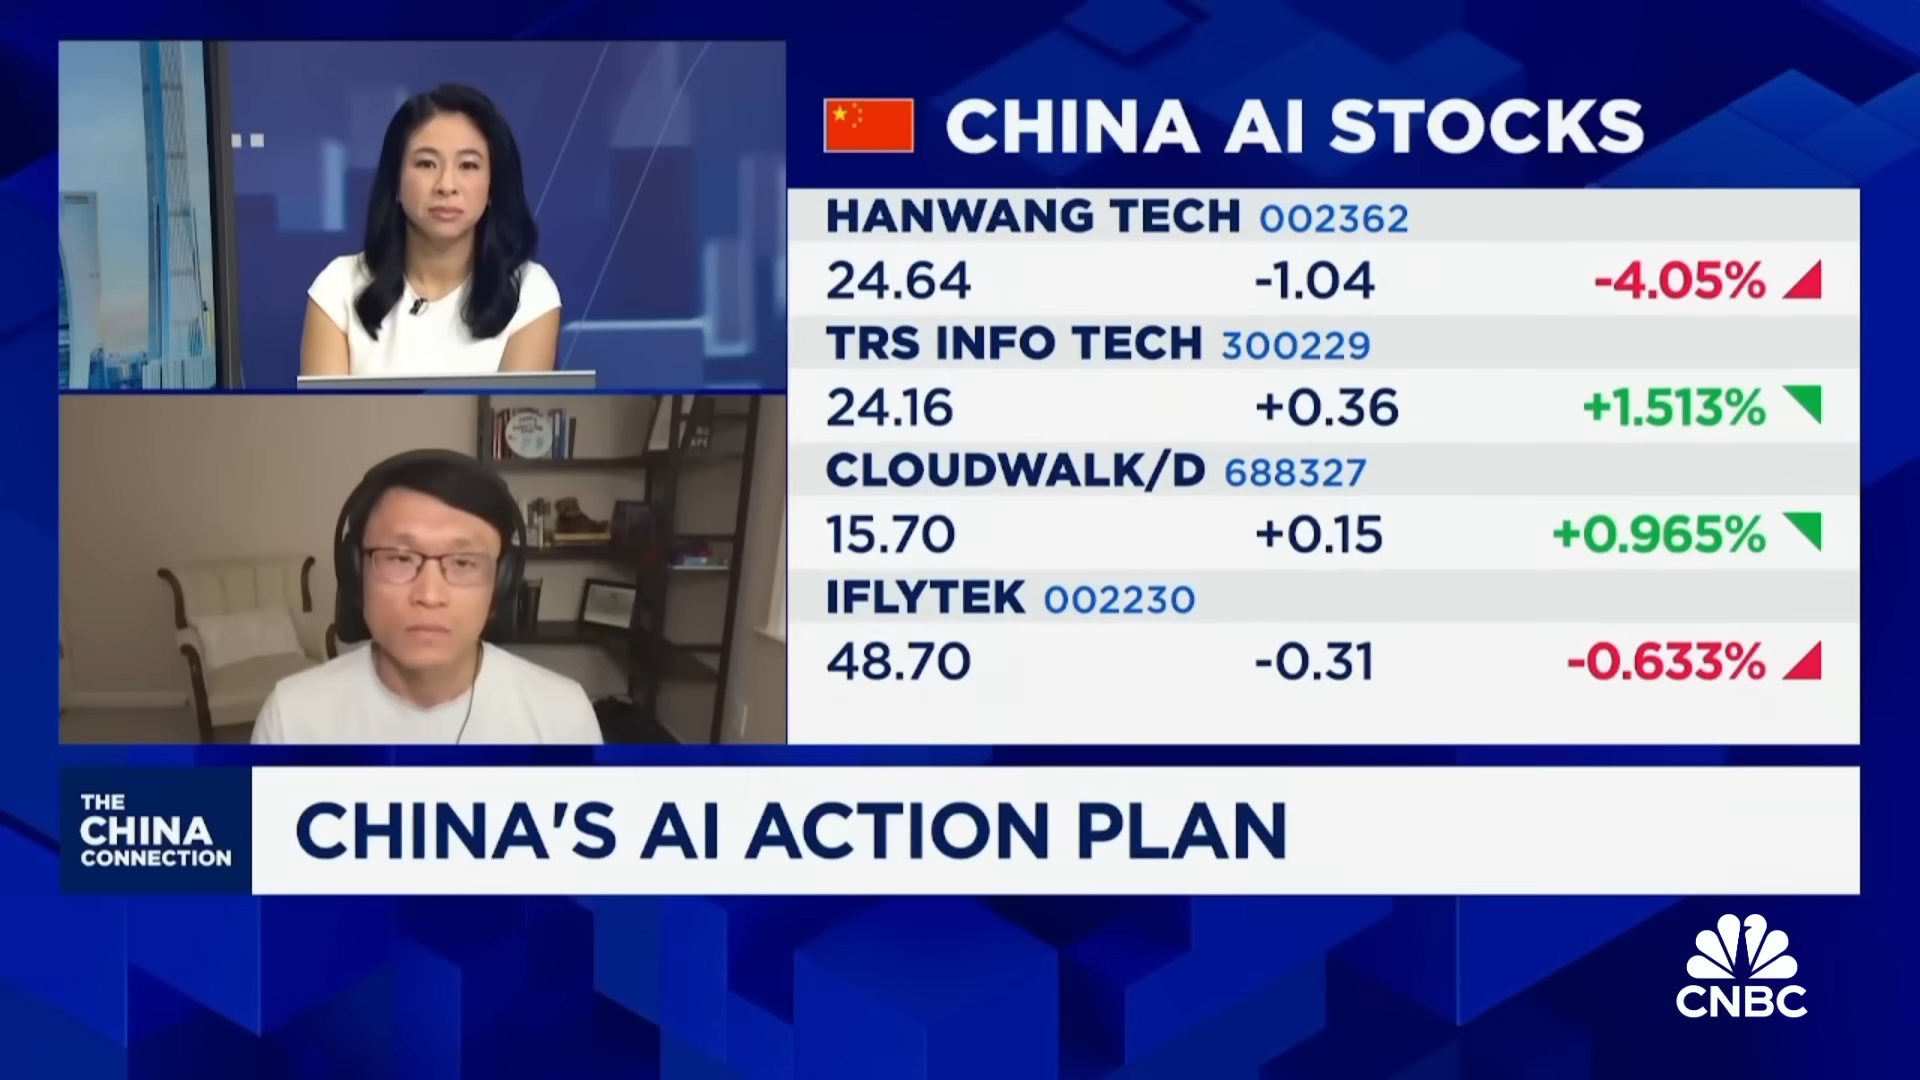 CHINA AI STOCKS
HANWANG TECH 002362
24.64 -1.04 -4.05%
TRS INFO TECH 300229
24.16 +0.36 +1.513%
CLOUDWALK/D 688327
15.70 +0.15 +0.965%
IFLYTEK 002230
48.70 -0.31 -0.633%
NO
APE
THE
CHINA
CONNECTION
CHINA'S AI ACTION PLAN
CNBC